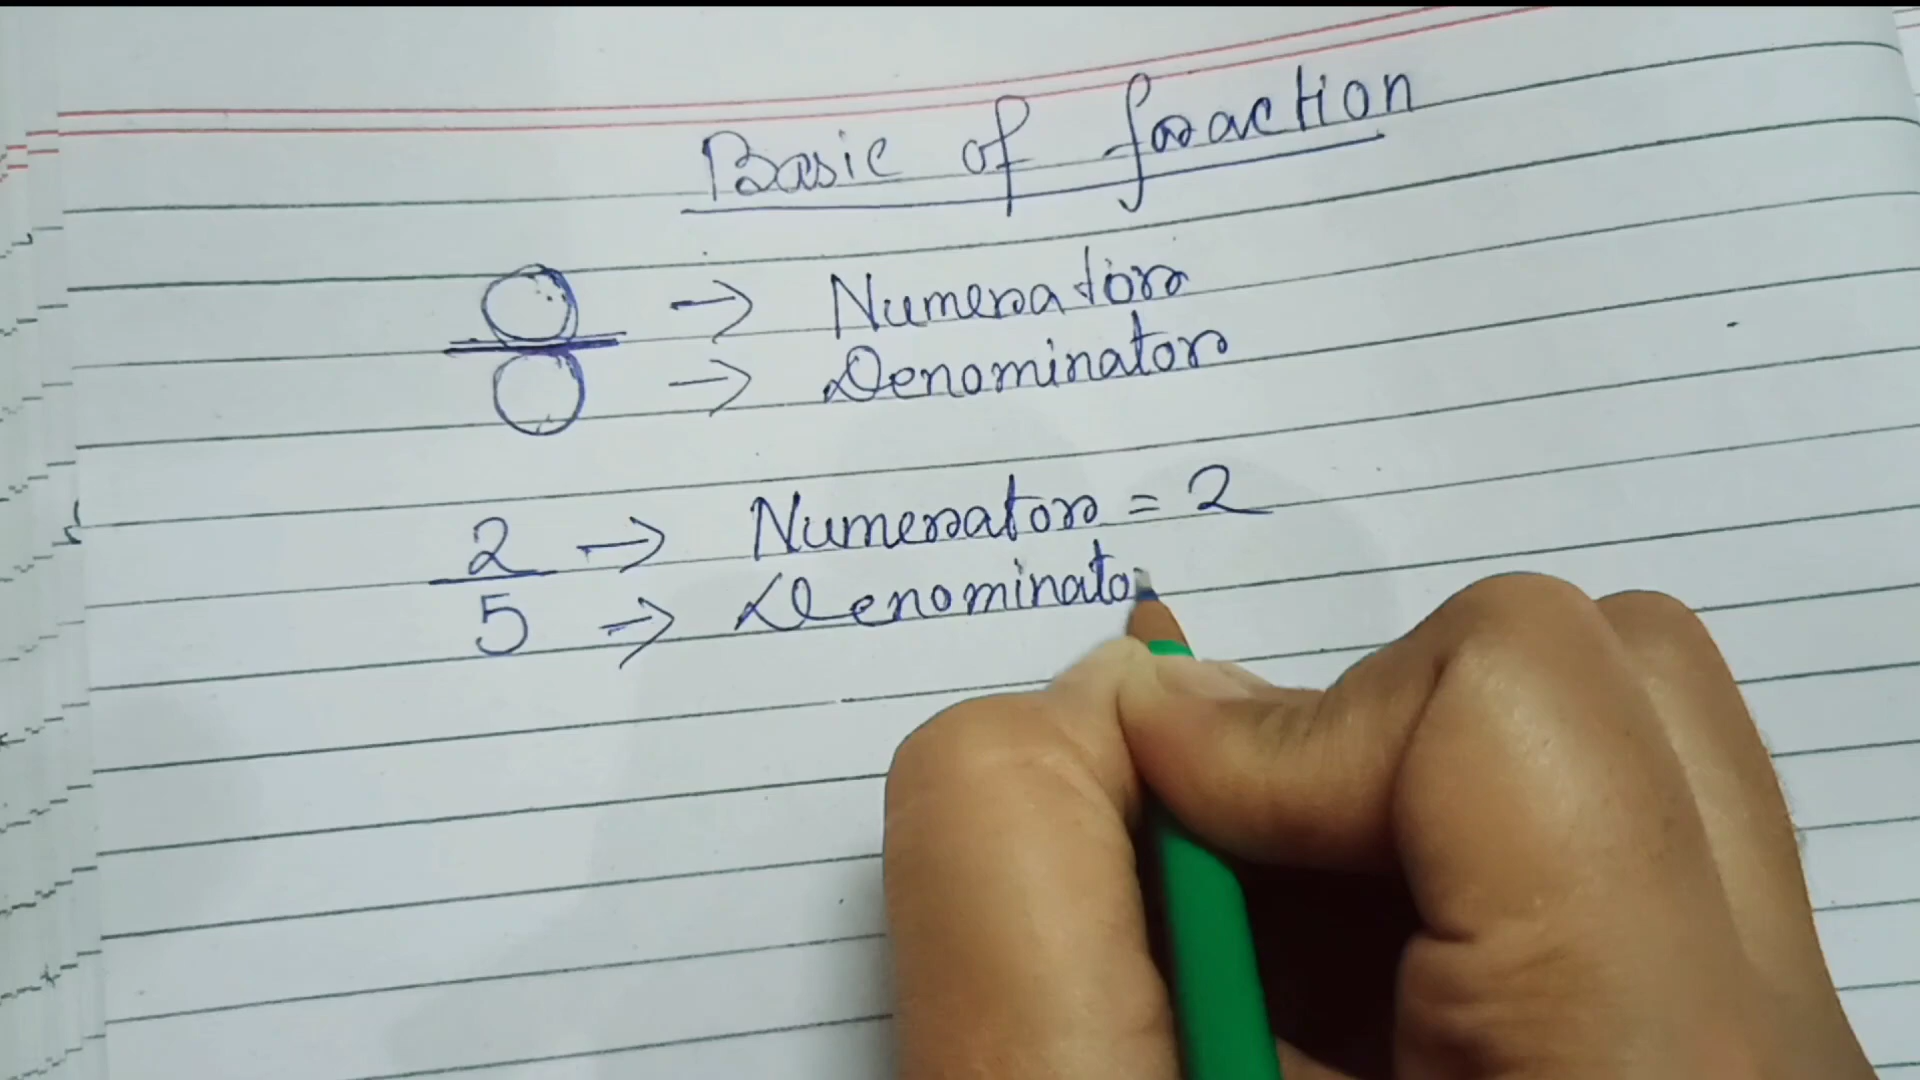 Basic of fraction
→ Numerator
→ Denominator
2 → Numerator = 2
5 → Denominato